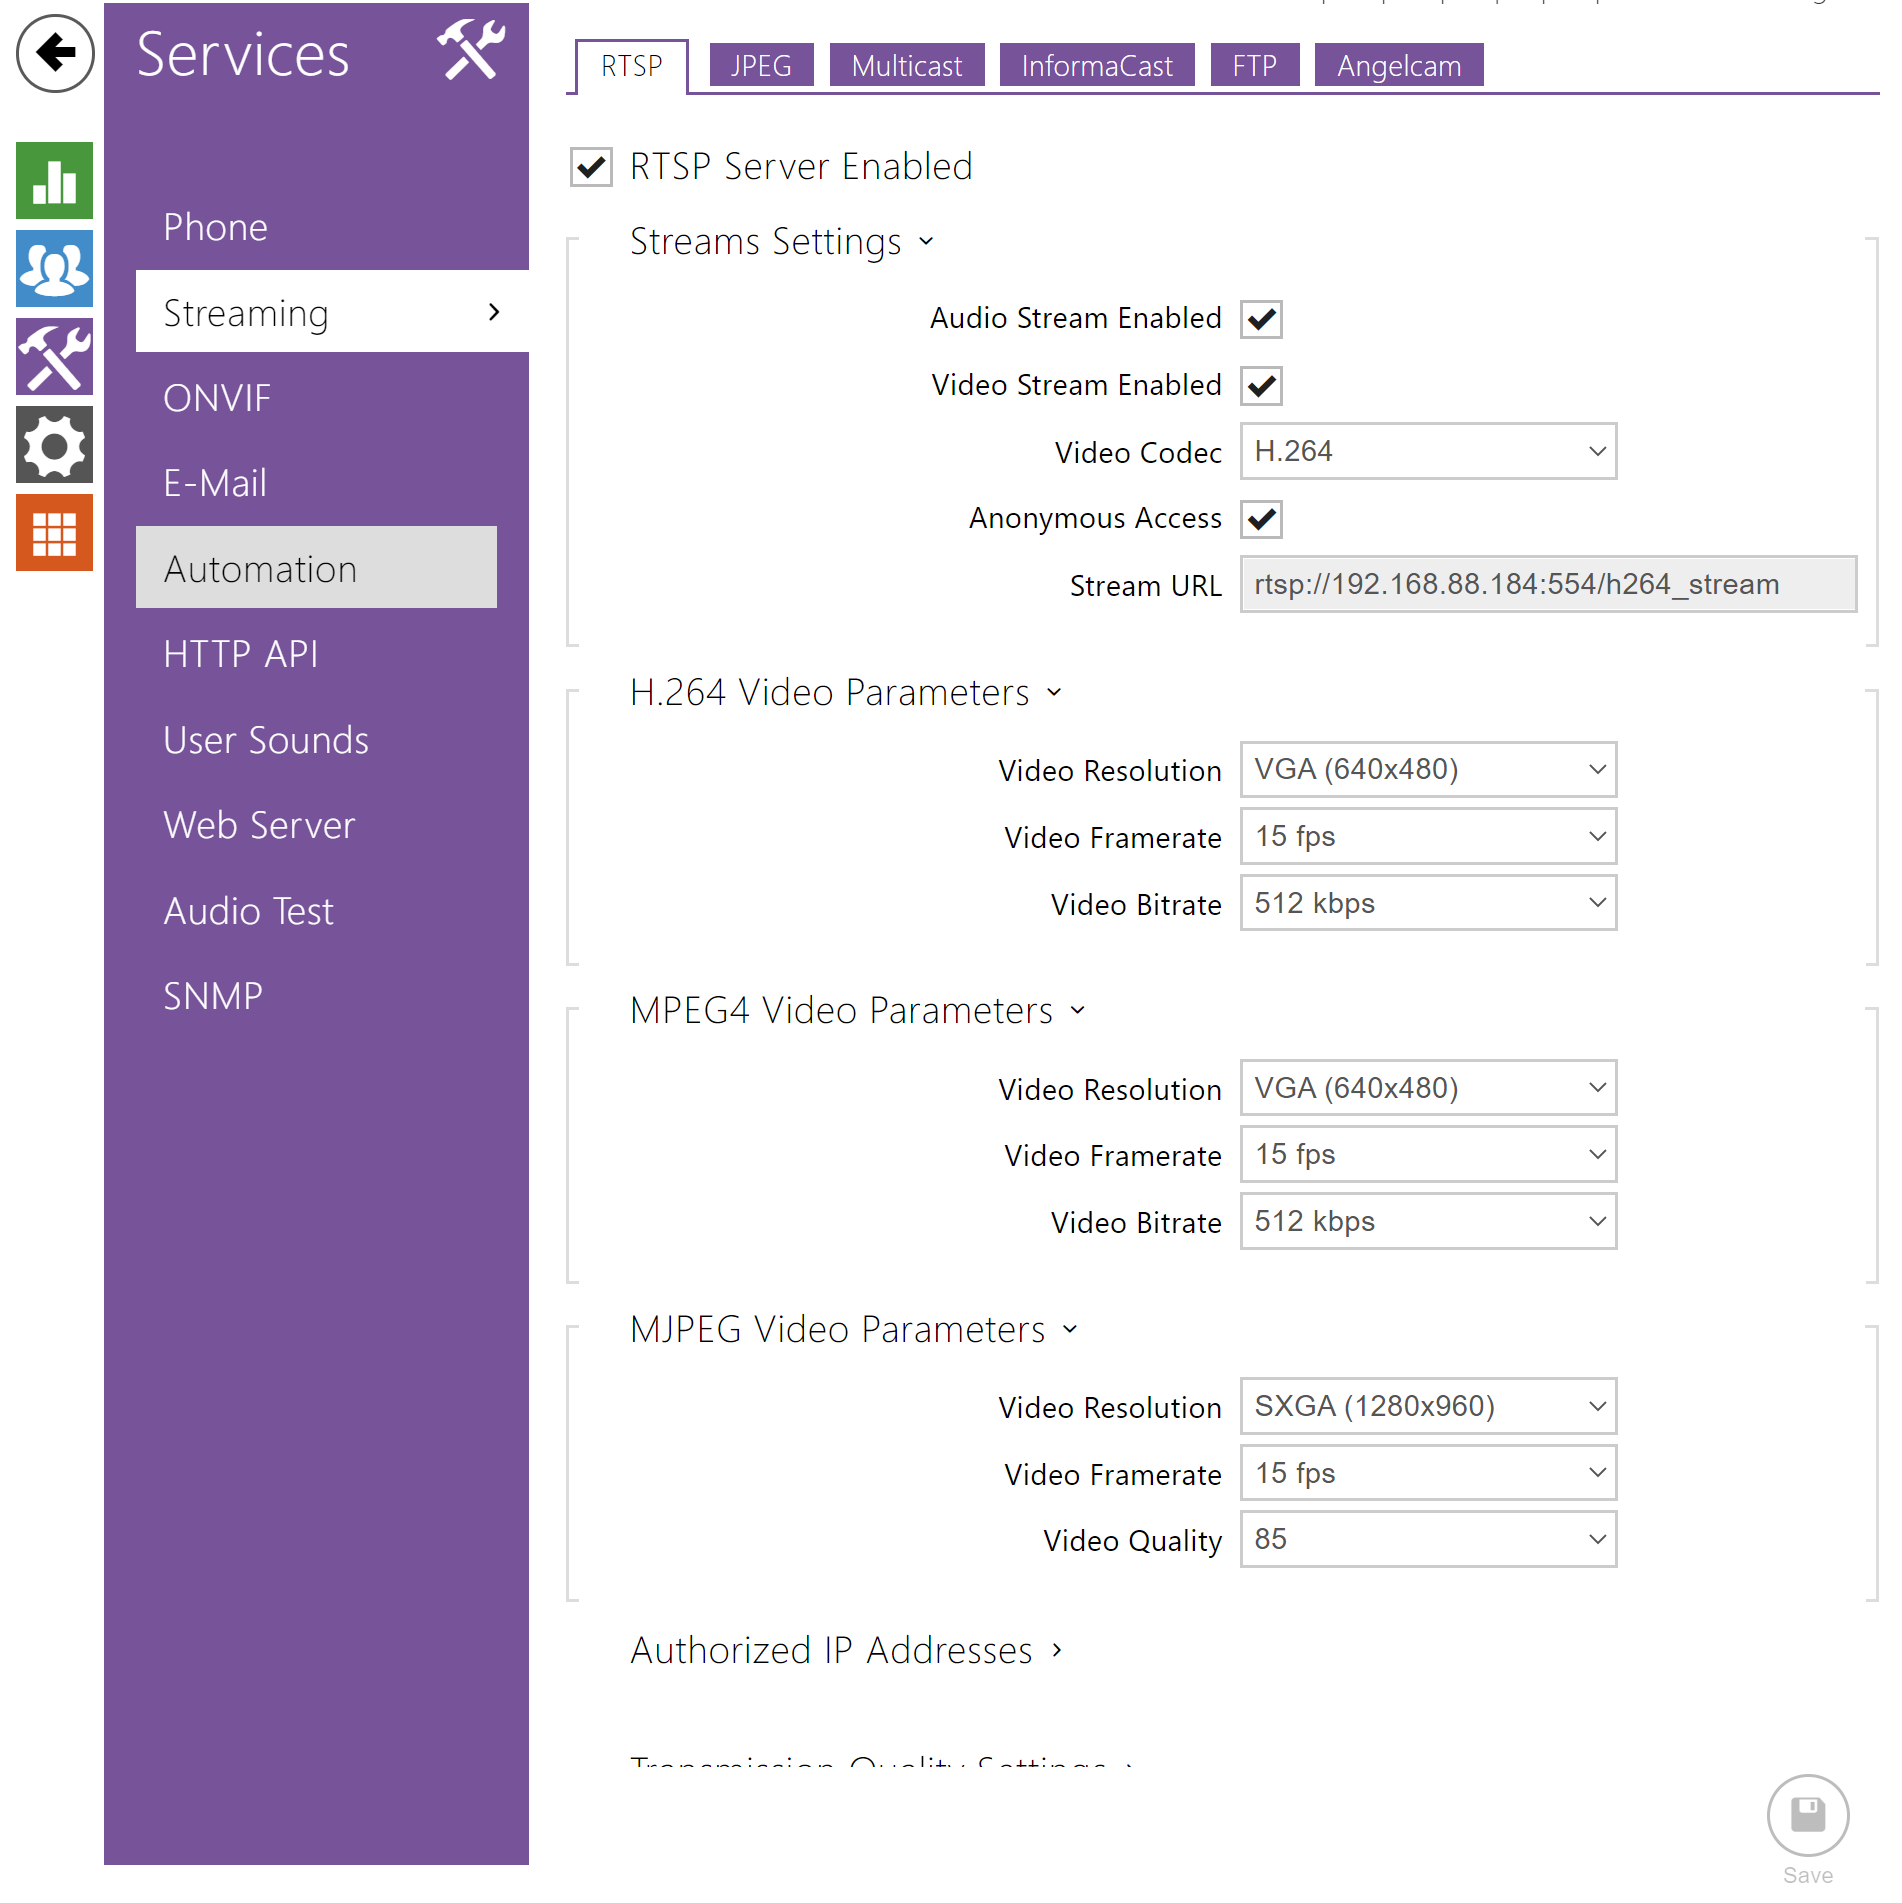 Services
Phone
Streaming
ONVIF
E-Mail
Automation
HTTP API
User Sounds
Web Server
Audio Test
SNMP
RTSP JPEG Multicast InformaCast FTP Angelcam
RTSP Server Enabled
Streams Settings
Audio Stream Enabled
Video Stream Enabled
Video Codec H.264
Anonymous Access
Stream URL rtsp://192.168.88.184:554/h264_stream
H.264 Video Parameters
Video Resolution VGA (640x480)
Video Framerate 15 fps
Video Bitrate 512 kbps
MPEG4 Video Parameters
Video Resolution VGA (640x480)
Video Framerate 15 fps
Video Bitrate 512 kbps
MJPEG Video Parameters
Video Resolution SXGA (1280x960)
Video Framerate 15 fps
Video Quality 85
Authorized IP Addresses
Transmission Quality Settings
Save